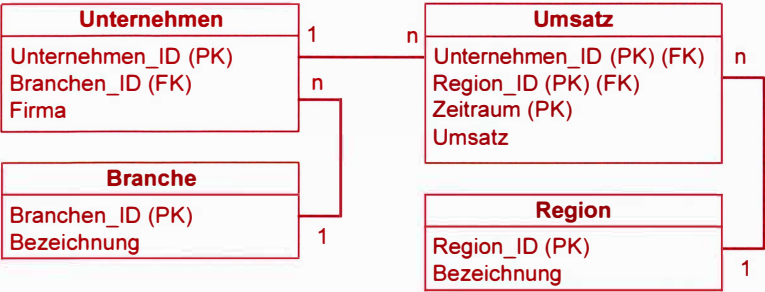 Unternehmen
Unternehmen_ID (PK)
Branchen_ID (FK)
Firma
1
n
n
Umsatz
Unternehmen_ID (PK) (FK)
Region_ID (PK) (FK)
Zeitraum (PK)
Umsatz
n
Branche
Branchen_ID (PK)
Bezeichnung
1
Region
Region_ID (PK)
Bezeichnung
1